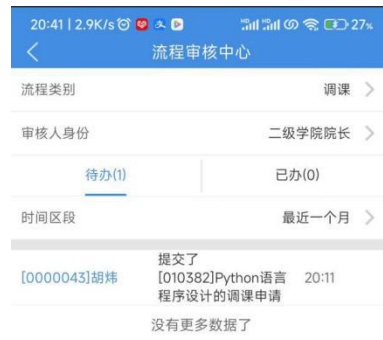 20:41 | 2.9K/s 27%
流程审核中心
流程类别 调课
审核人身份 二级学院院长
待办(1) 已办(0)
时间区段 最近一个月
提交了
[0000043]胡炜 [010382]Python语言 20:11
程序设计的调课申请
没有更多数据了